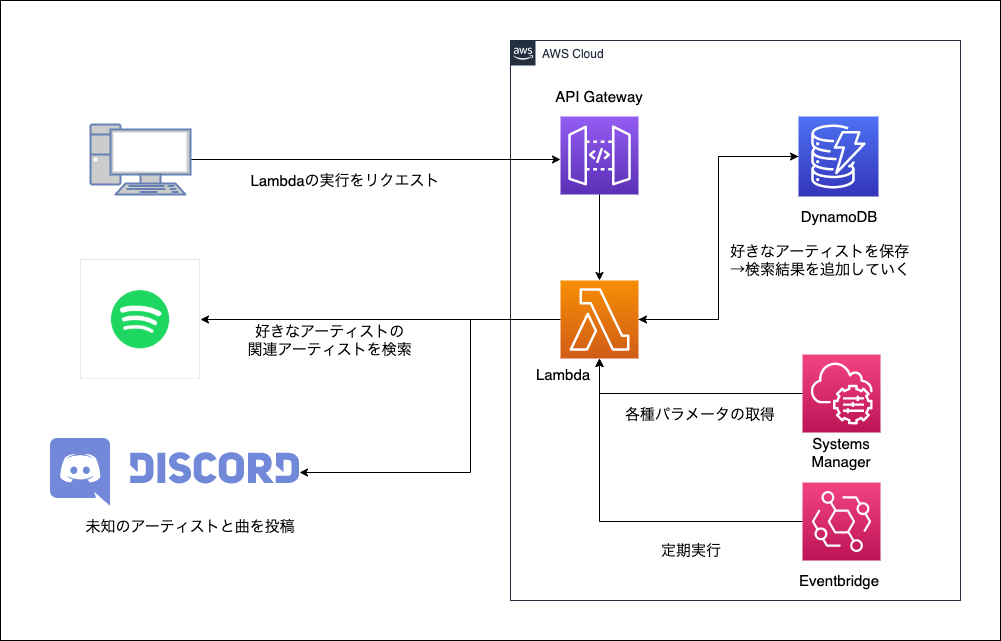 aws
AWS Cloud
API Gateway
Lambdaの実行をリクエスト
DynamoDB
好きなアーティストを保存
→検索結果を追加していく
好きなアーティストの
関連アーティストを検索
Lambda
各種パラメータの取得
Systems
Manager
DISCORD
未知のアーティストと曲を投稿
定期実行
Eventbridge